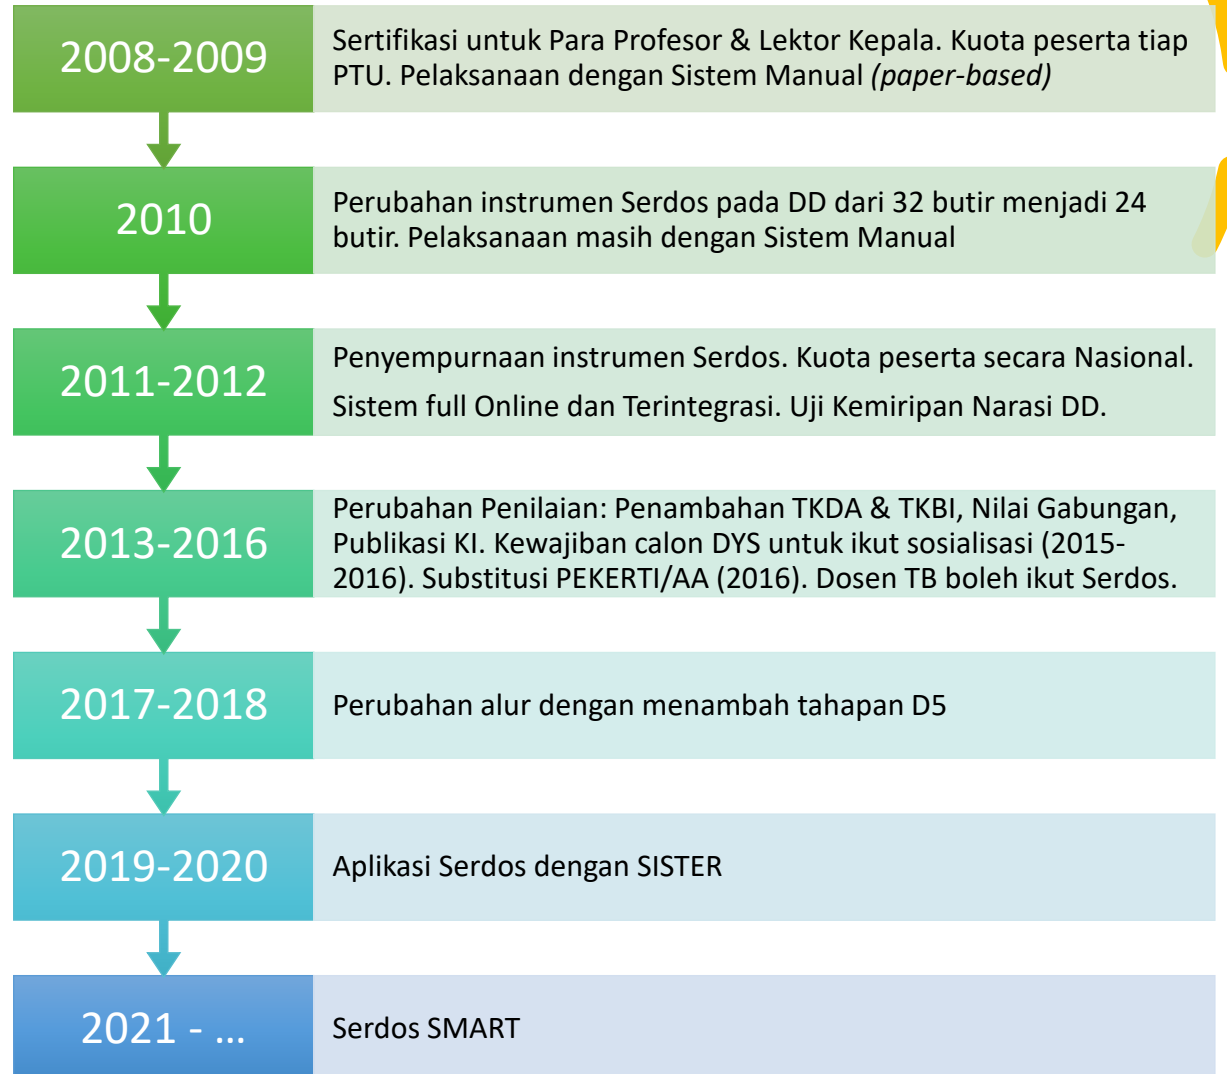 2008-2009
Sertifikasi untuk Para Profesor & Lektor Kepala. Kuota peserta tiap
PTU. Pelaksanaan dengan Sistem Manual (paper-based)
2010
Perubahan instrumen Serdos pada DD dari 32 butir menjadi 24
butir. Pelaksanaan masih dengan Sistem Manual
2011-2012
Penyempurnaan instrumen Serdos. Kuota peserta secara Nasional.
Sistem full Online dan Terintegrasi. Uji Kemiripan Narasi DD.
2013-2016
Perubahan Penilaian: Penambahan TKDA & TKBI, Nilai Gabungan,
Publikasi KI. Kewajiban calon DYS untuk ikut sosialisasi (2015-
2016). Substitusi PEKERTI/AA (2016). Dosen TB boleh ikut Serdos.
2017-2018
Perubahan alur dengan menambah tahapan D5
2019-2020
Aplikasi Serdos dengan SISTER
2021 - ...
Serdos SMART